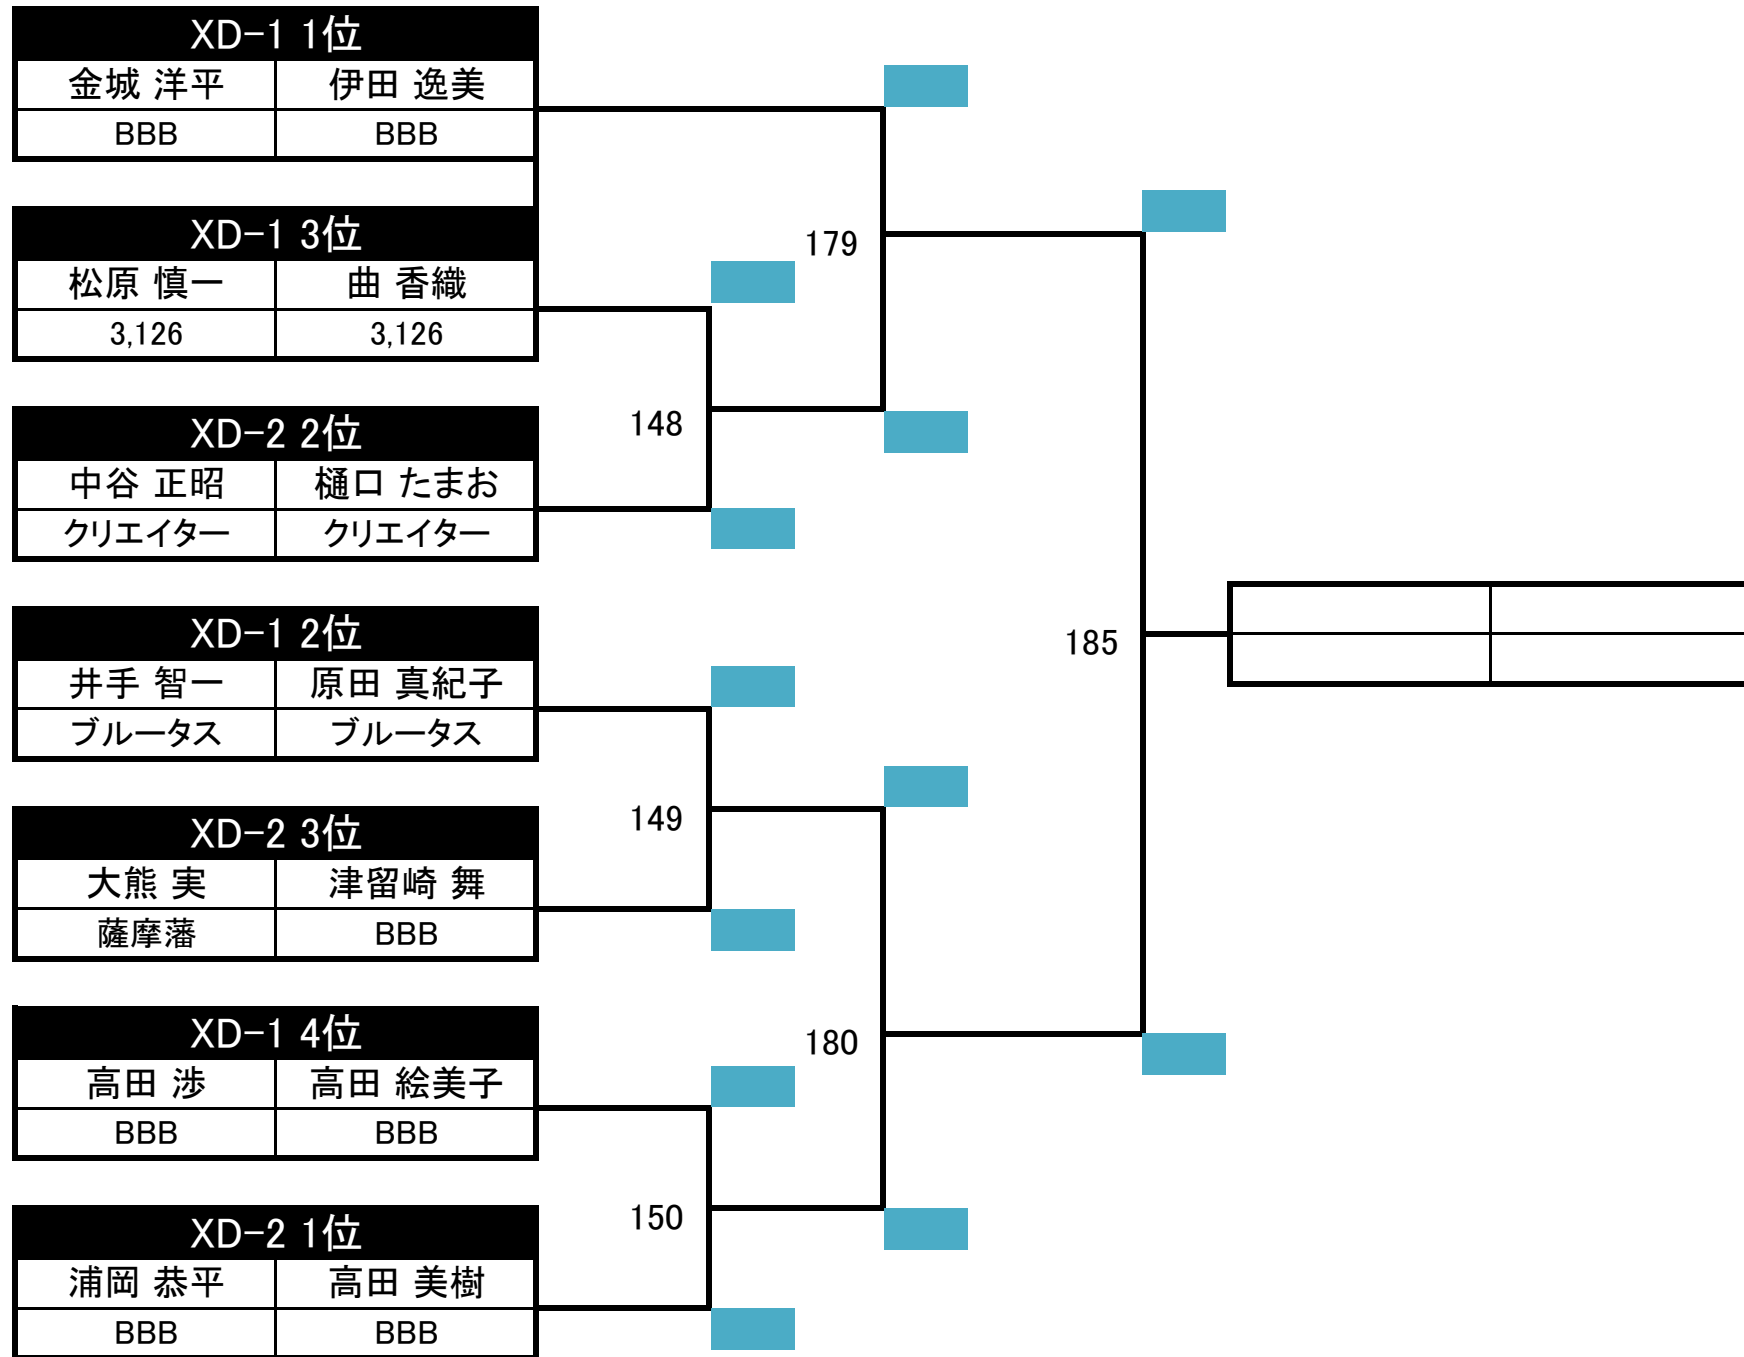 XD-1 1位
金城 洋平 伊田 逸美
BBB BBB
XD-1 3位
松原 慎一 曲 香織
3,126 3,126
XD-2 2位
中谷 正昭 樋口 たまお
クリエイター クリエイター
XD-1 2位
井手 智一 原田 真紀子
ブルータス ブルータス
XD-2 3位
大熊 実 津留崎 舞
薩摩藩 BBB
XD-1 4位
高田 渉 高田 絵美子
BBB BBB
XD-2 1位
浦岡 恭平 高田 美樹
BBB BBB
148
149
150
179
180
185